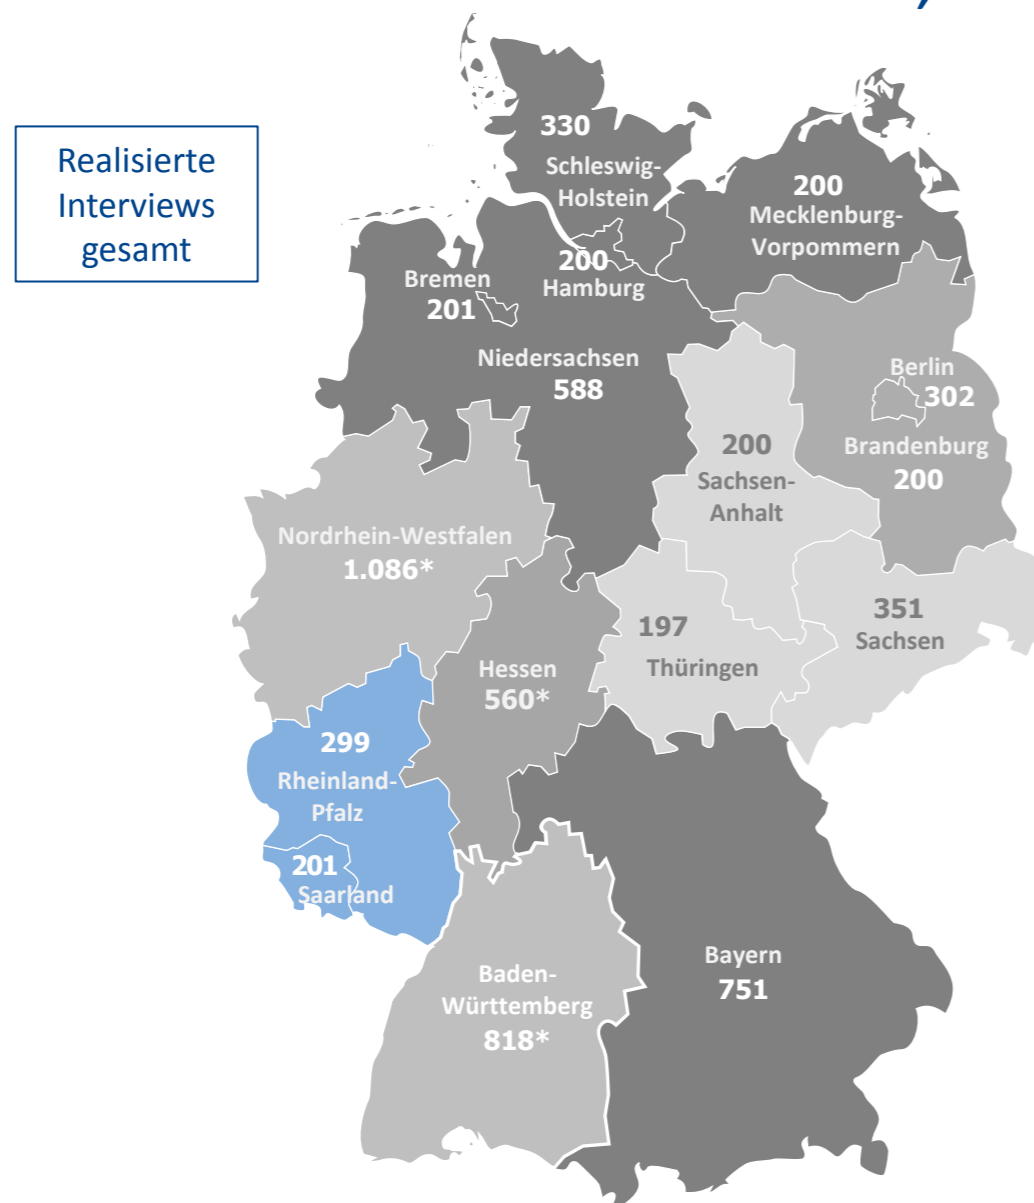 Realisierte
Interviews
gesamt
330
Schleswig-
Holstein
200
Mecklenburg-
Vorpommern
200
Hamburg
Bremen
201
Niedersachsen
588
Berlin
302
Brandenburg
200
200
Sachsen-
Anhalt
Nordrhein-Westfalen
1.086*
351
Sachsen
197
Thüringen
Hessen
560*
299
Rheinland-
Pfalz
201
Saarland
Bayern
751
Baden-
Württemberg
818*